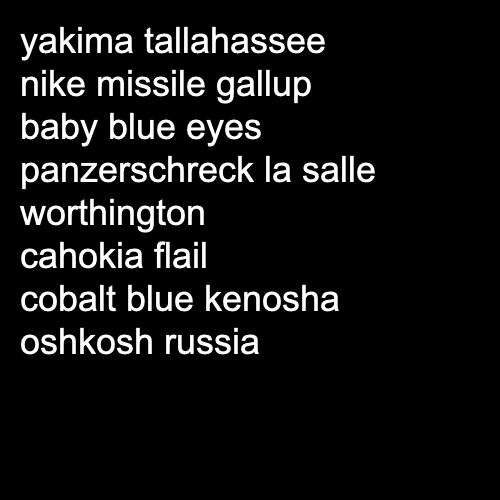 yakima tallahassee
nike missile gallup
baby blue eyes
panzerschreck la salle
worthington
cahokia flail
cobalt blue kenosha
oshkosh russia